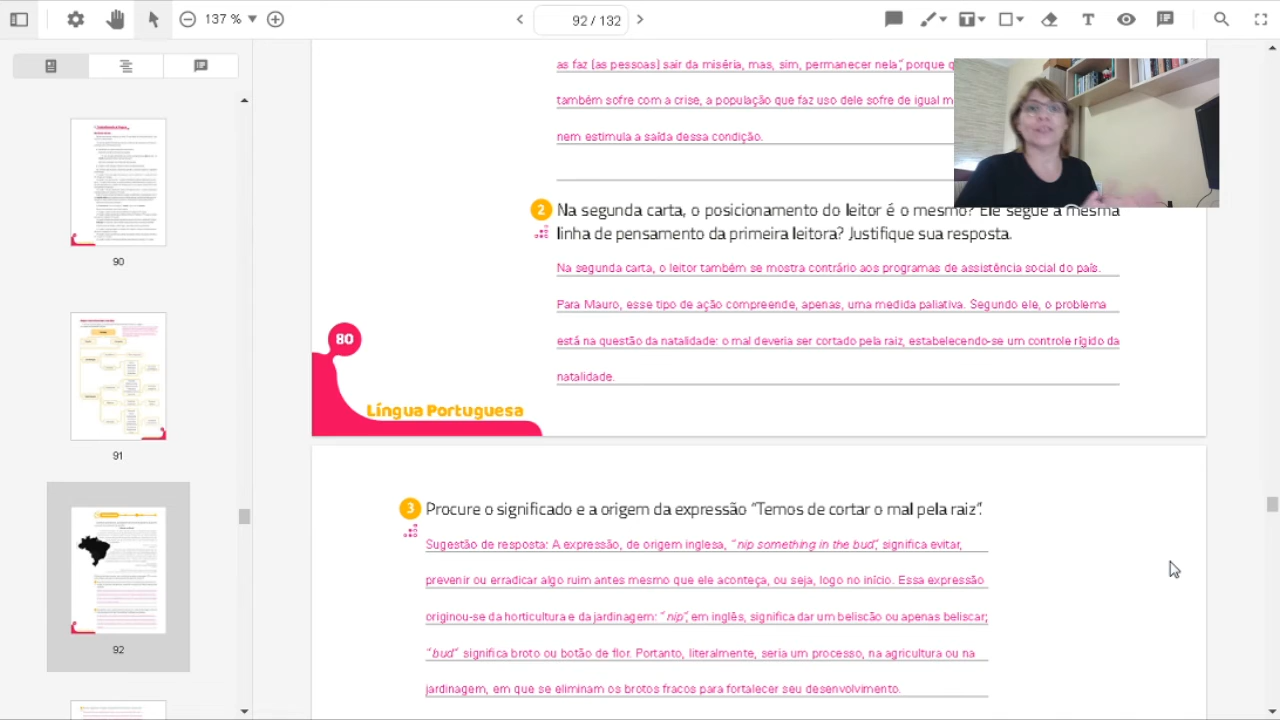 137 %
92 / 132
as faz [as pessoas] sair da miséria, mas, sim, permanecer nela", porque
também sofre com a crise, a população que faz uso dele sofre de igual
nem estimula a saída dessa condição.
2 Na segunda carta, o posicionamento do leitor é o mesmo? Ele segue a mesma
linha de pensamento da primeira leitora? Justifique sua resposta.
Na segunda carta, o leitor também se mostra contrário aos programas de assistência social do país.
Para Mauro, esse tipo de ação compreende, apenas, uma medida paliativa. Segundo ele, o problema
está na questão da natalidade: o mal deveria ser cortado pela raiz, estabelecendo-se um controle rígido da
natalidade.
80
Língua Portuguesa
3 Procure o significado e a origem da expressão "Temos de cortar o mal pela raiz".
Sugestão de resposta: A expressão, de origem inglesa, "nip something in the bud", significa evitar,
prevenir ou erradicar algo ruim antes mesmo que ele aconteça, ou ainda logo no início. Essa expressão
originou-se da horticultura e da jardinagem: "nip", em inglês, significa dar um beliscão ou apenas beliscar;
"bud" significa broto ou botão de flor. Portanto, literalmente, seria um processo, na agricultura ou na
jardinagem, em que se eliminam os brotos fracos para fortalecer seu desenvolvimento.
90
91
92